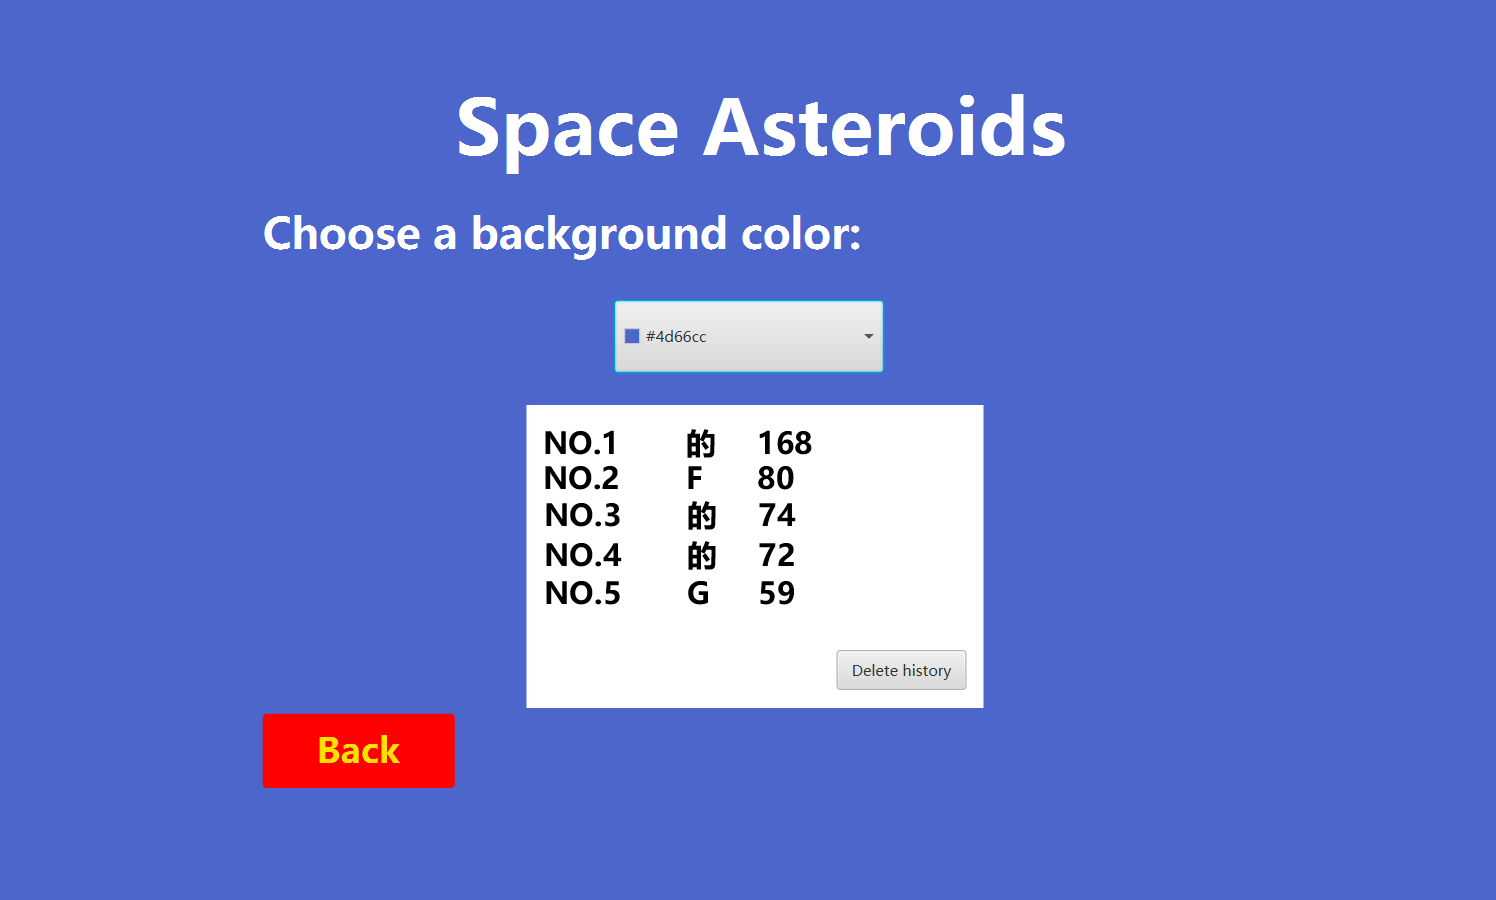 Space Asteroids
Choose a background color:
#4d66cc
NO.1 的 168
NO.2 F 80
NO.3 的 74
NO.4 的 72
NO.5 G 59
Delete history
Back